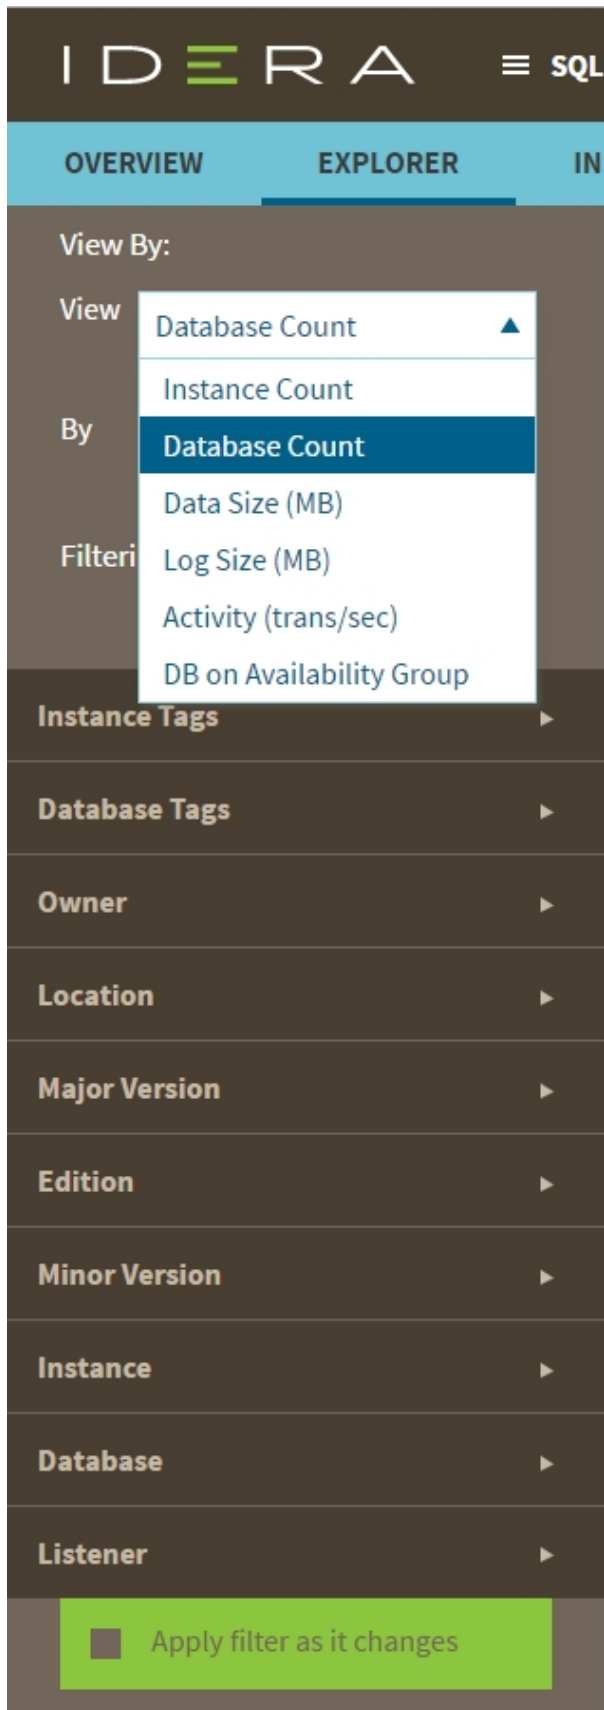 IDERA
≡ SQL
OVERVIEW EXPLORER IN
View By:
View
Database Count
Instance Count
By
Database Count
Data Size (MB)
Filteri
Log Size (MB)
Activity (trans/sec)
DB on Availability Group
Instance Tags
Database Tags
Owner
Location
Major Version
Edition
Minor Version
Instance
Database
Listener
Apply filter as it changes